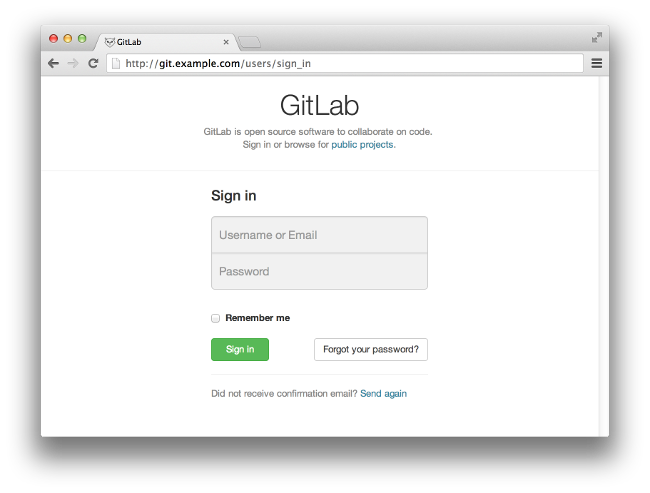 GitLab
http://git.example.com/users/sign_in
GitLab
GitLab is open source software to collaborate on code.
Sign in or browse for public projects.
Sign in
Username or Email
Password
Remember me
Sign in
Forgot your password?
Did not receive confirmation email? Send again